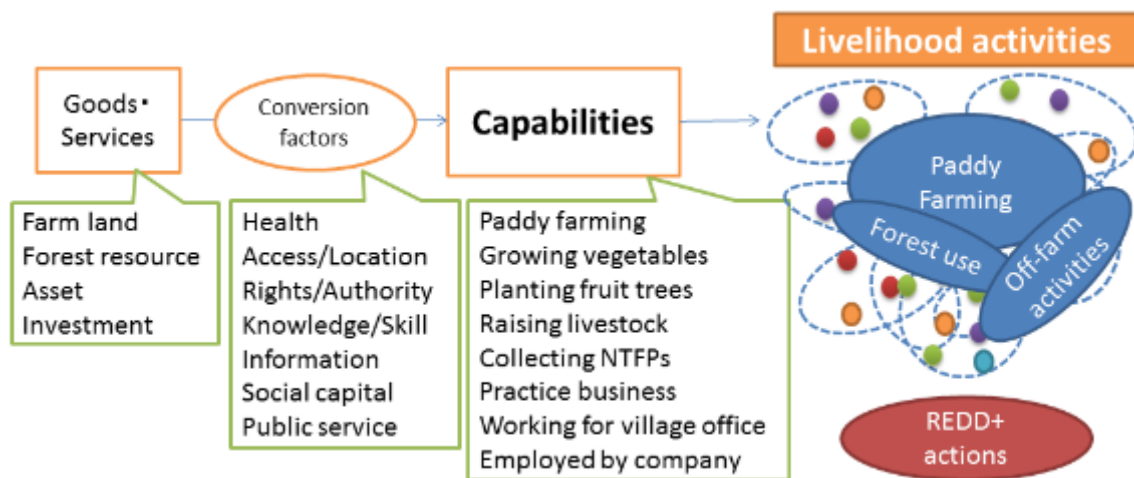 Livelihood activities
Goods・
Services
Conversion
factors
Capabilities
Farm land
Forest resource
Asset
Investment
Health
Access/Location
Rights/Authority
Knowledge/Skill
Information
Social capital
Public service
Paddy farming
Growing vegetables
Planting fruit trees
Raising livestock
Collecting NTFPs
Practice business
Working for village office
Employed by company
Paddy
Farming
Forest use
Off-farm
activities
REDD+
actions